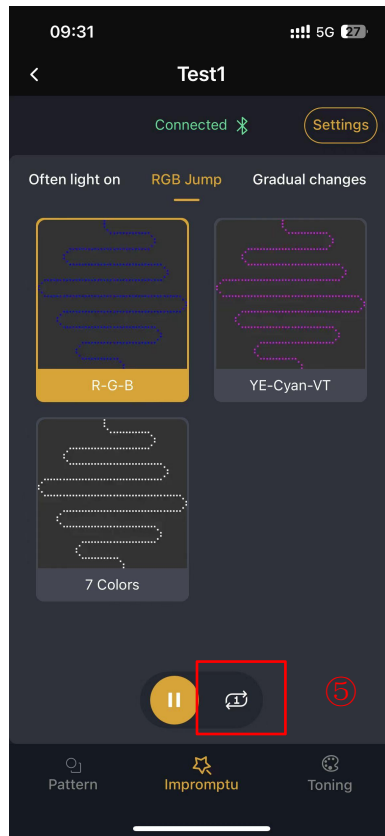 09:31 5G 27
Test1
Connected Settings
Often light on RGB Jump Gradual changes
R-G-B YE-Cyan-VT
7 Colors
1 ⑤
Pattern Impromptu Toning